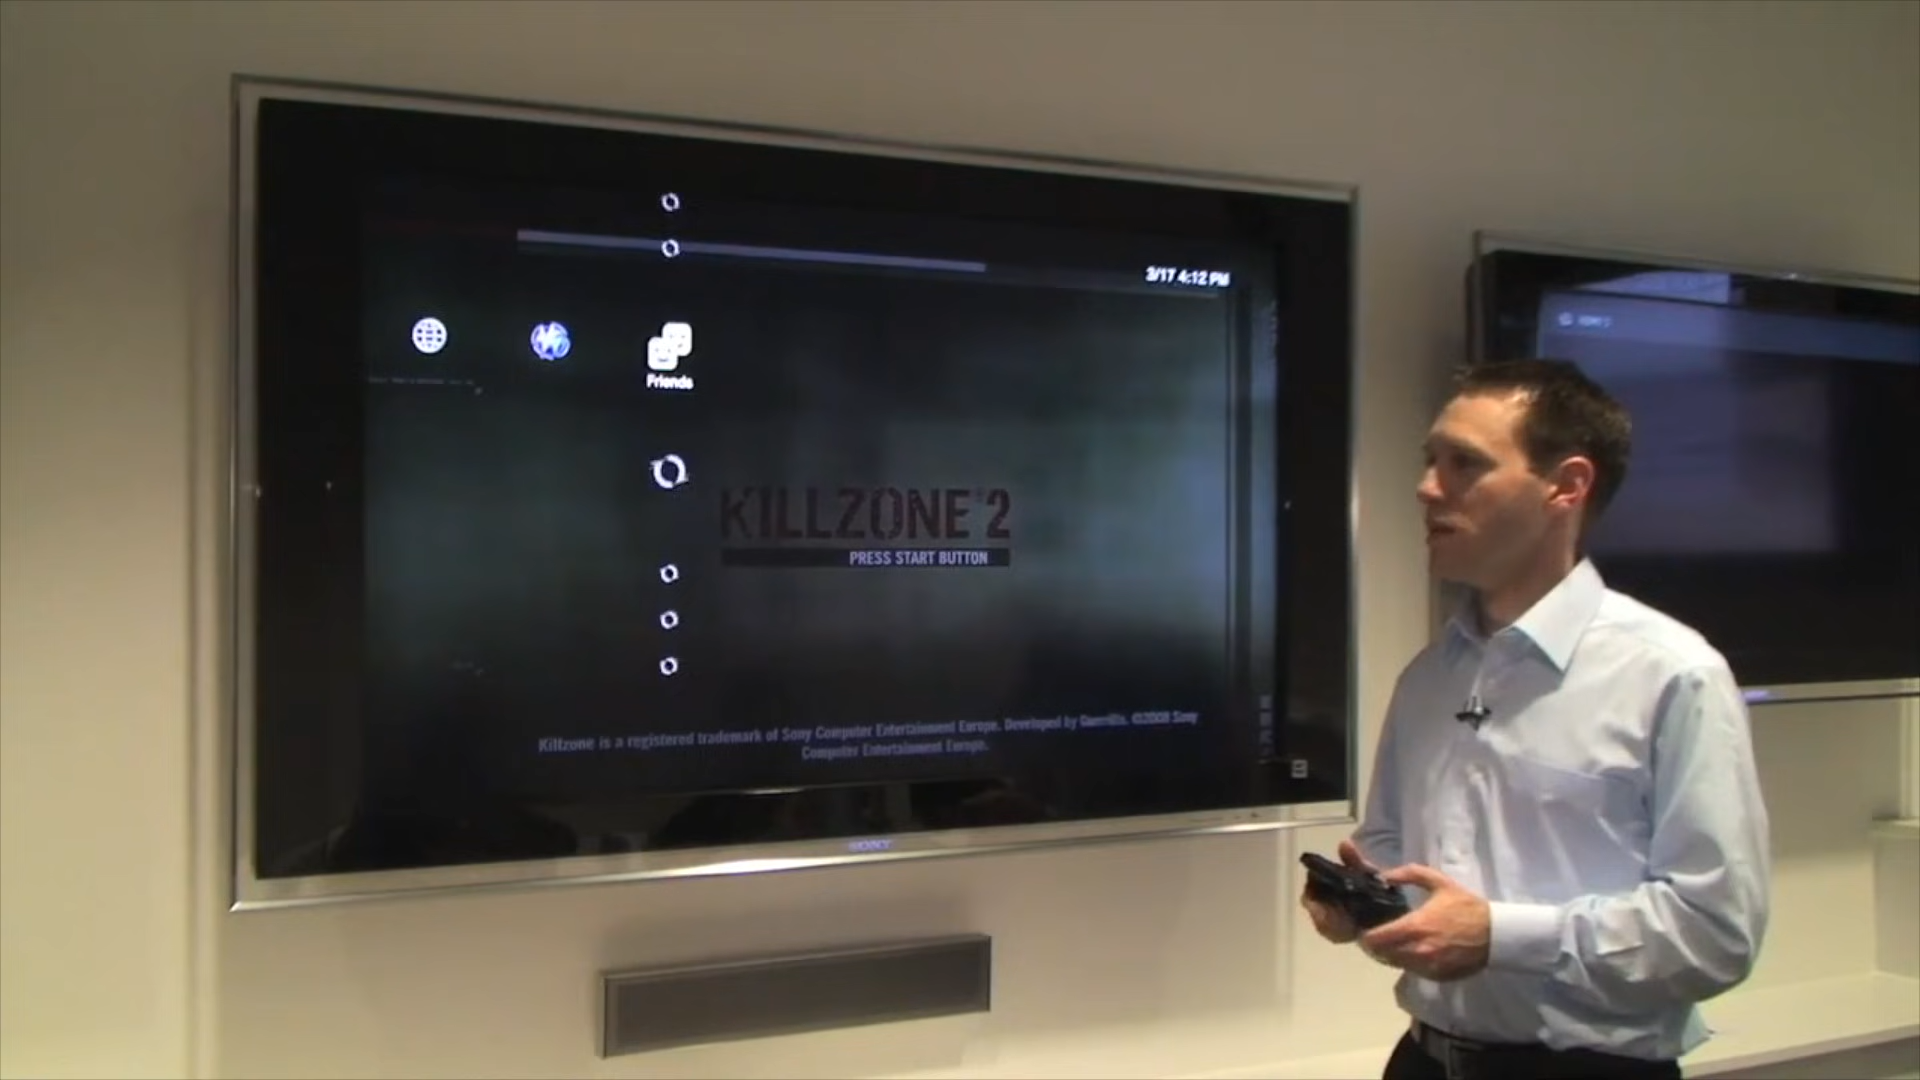 3/17 4:12 PM
Friends
KILLZONE 2
PRESS START BUTTON
Killzone is a registered trademark of Sony Computer Entertainment Europe. Developed by Guerrilla. ©2008 Sony
Computer Entertainment Europe.
SONY